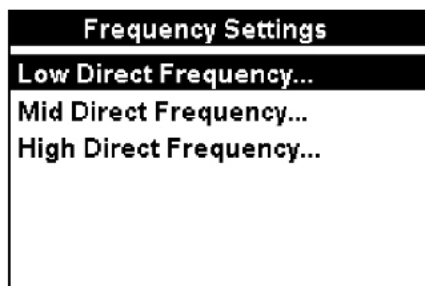 Frequency Settings
Low Direct Frequency...
Mid Direct Frequency...
High Direct Frequency...